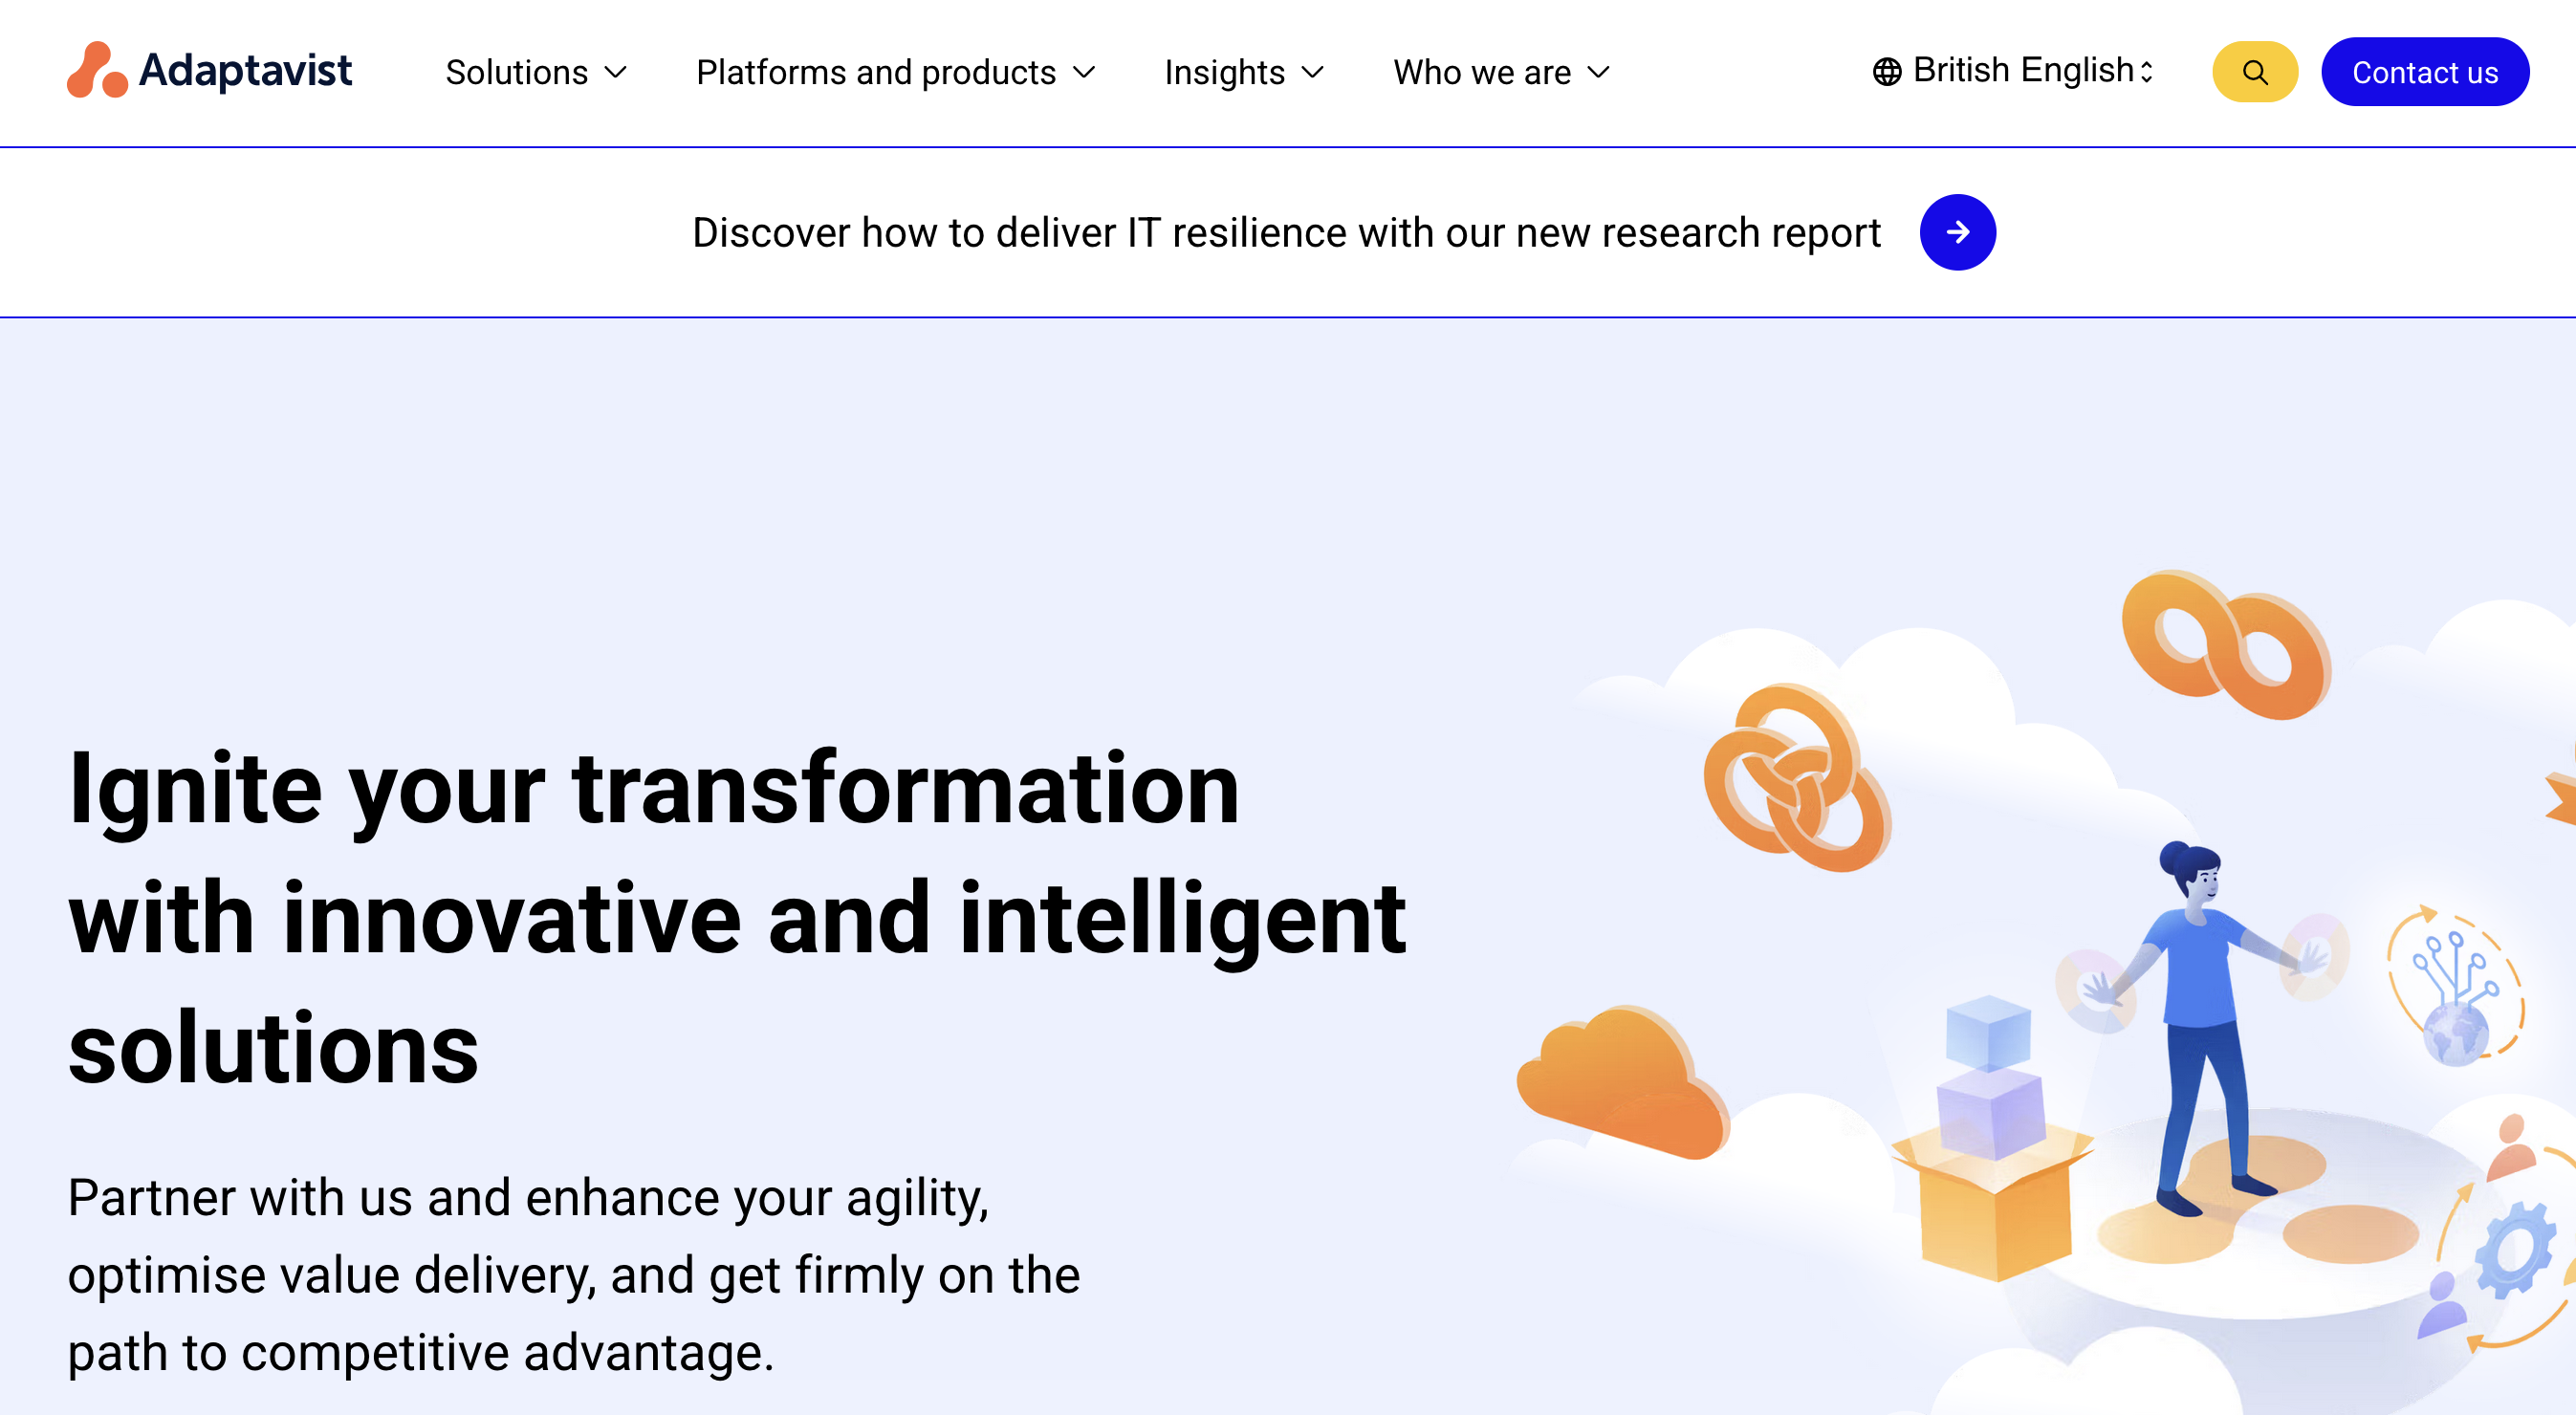 Adaptavist
Solutions
Platforms and products
Insights
Who we are
British English
Contact us
Discover how to deliver IT resilience with our new research report
Ignite your transformation
with innovative and intelligent
solutions
Partner with us and enhance your agility,
optimise value delivery, and get firmly on the
path to competitive advantage.